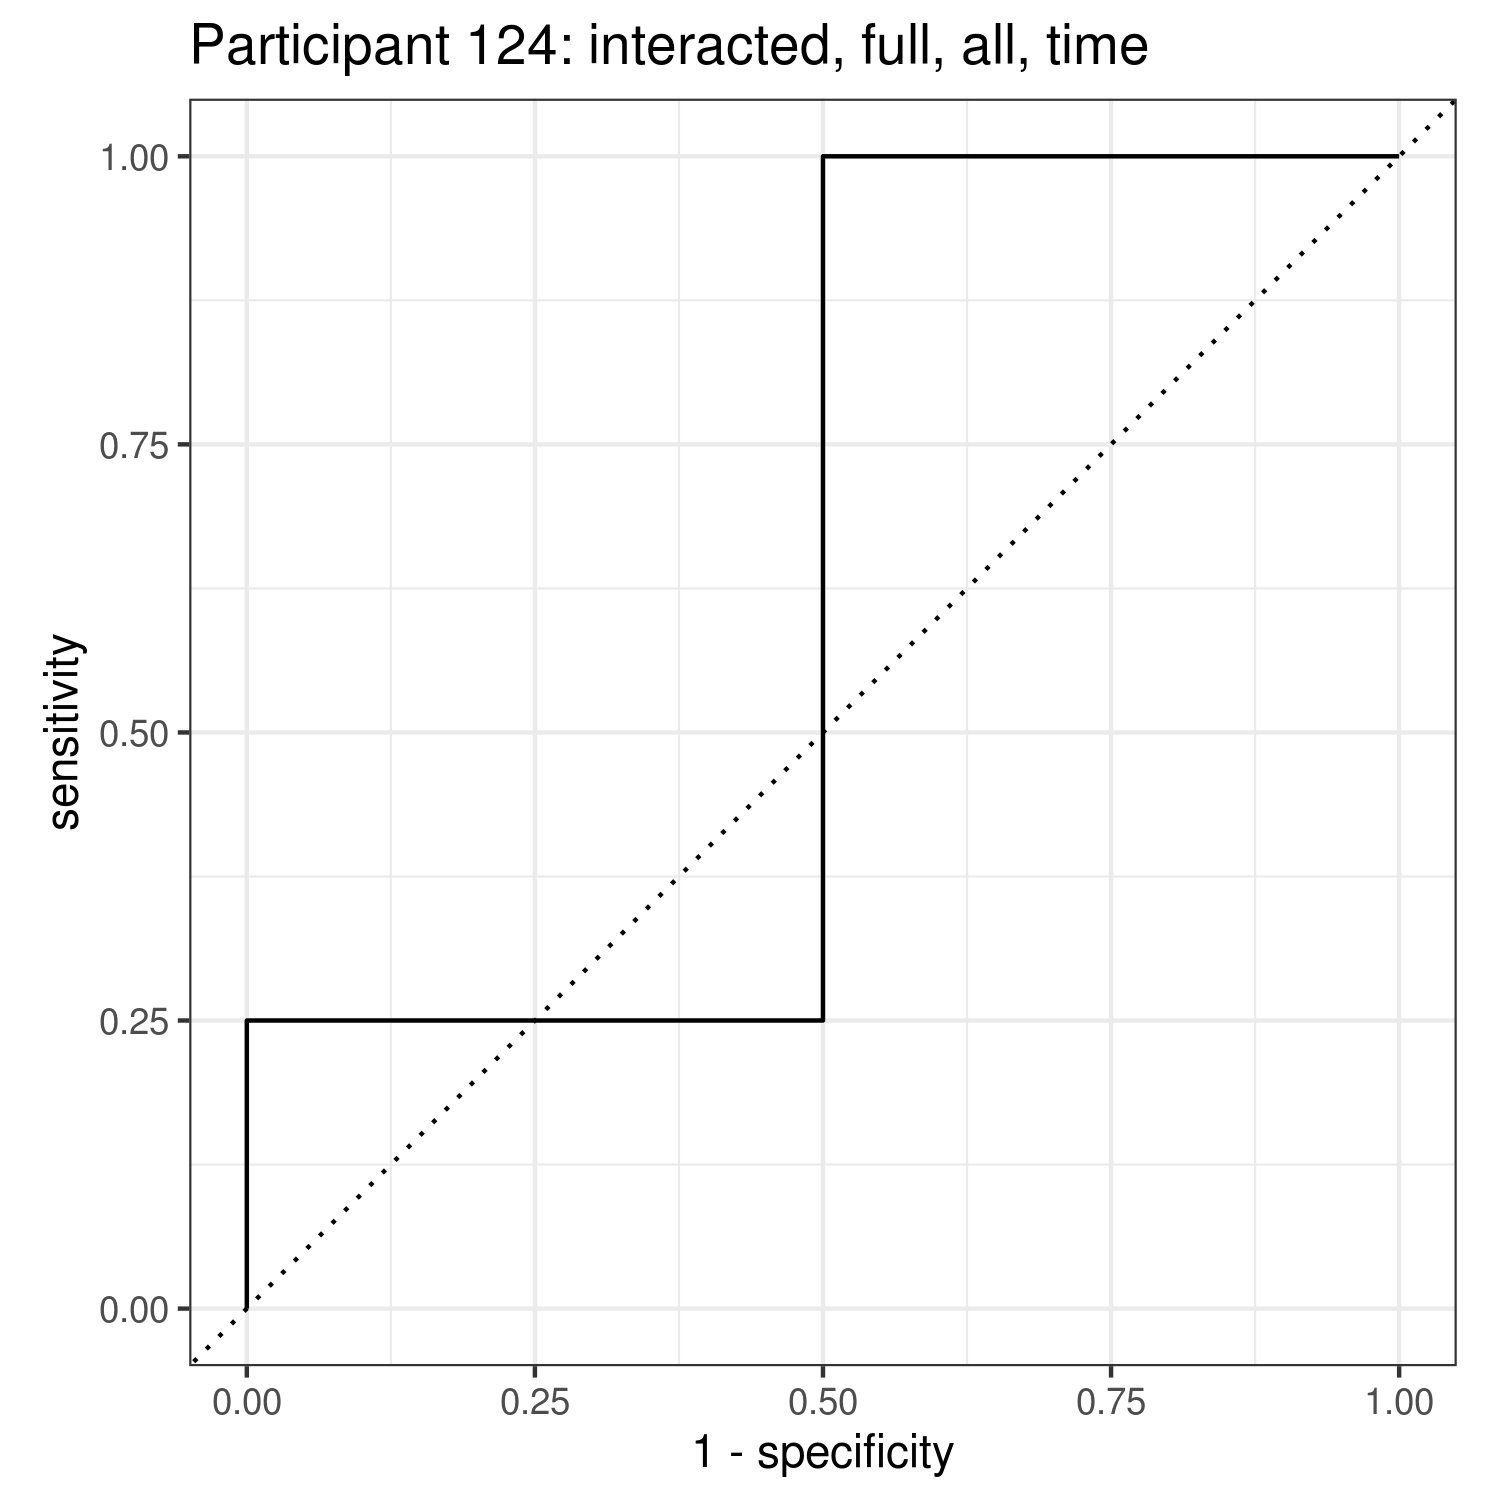 Participant 124: interacted, full, all, time
1.00
0.75
0.50
0.25
0.00
sensitivity
0.00 0.25 0.50 0.75 1.00
1 - specificity